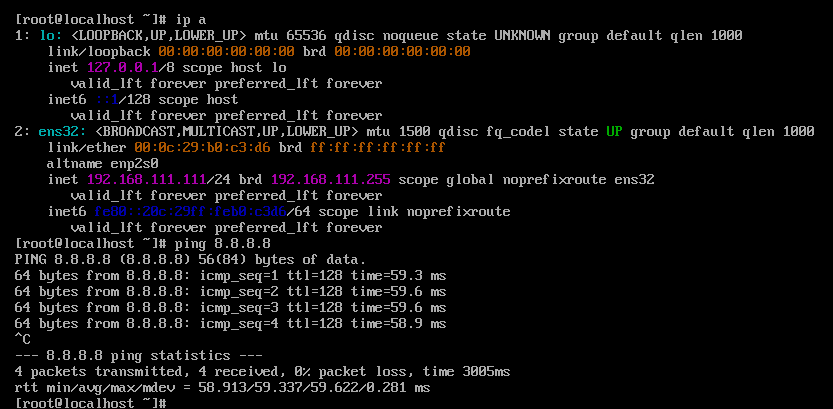 [root@localhost ~]# ip a
1: lo: <LOOPBACK,UP,LOWER_UP> mtu 65536 qdisc noqueue state UNKNOWN group default qlen 1000
    link/loopback 00:00:00:00:00:00 brd 00:00:00:00:00:00
    inet 127.0.0.1/8 scope host lo
       valid_lft forever preferred_lft forever
    inet6 ::1/128 scope host
       valid_lft forever preferred_lft forever
2: ens32: <BROADCAST,MULTICAST,UP,LOWER_UP> mtu 1500 qdisc fq_codel state UP group default qlen 1000
    link/ether 00:0c:29:b0:c3:d6 brd ff:ff:ff:ff:ff:ff
    altname enp2s0
    inet 192.168.111.111/24 brd 192.168.111.255 scope global noprefixroute ens32
       valid_lft forever preferred_lft forever
    inet6 fe80::20c:29ff:feb0:c3d6/64 scope link noprefixroute
       valid_lft forever preferred_lft forever
[root@localhost ~]# ping 8.8.8.8
PING 8.8.8.8 (8.8.8.8) 56(84) bytes of data.
64 bytes from 8.8.8.8: icmp_seq=1 ttl=128 time=59.3 ms
64 bytes from 8.8.8.8: icmp_seq=2 ttl=128 time=59.6 ms
64 bytes from 8.8.8.8: icmp_seq=3 ttl=128 time=59.6 ms
64 bytes from 8.8.8.8: icmp_seq=4 ttl=128 time=58.9 ms
^C
--- 8.8.8.8 ping statistics ---
4 packets transmitted, 4 received, 0% packet loss, time 3005ms
rtt min/avg/max/mdev = 58.913/59.337/59.622/0.281 ms
[root@localhost ~]#